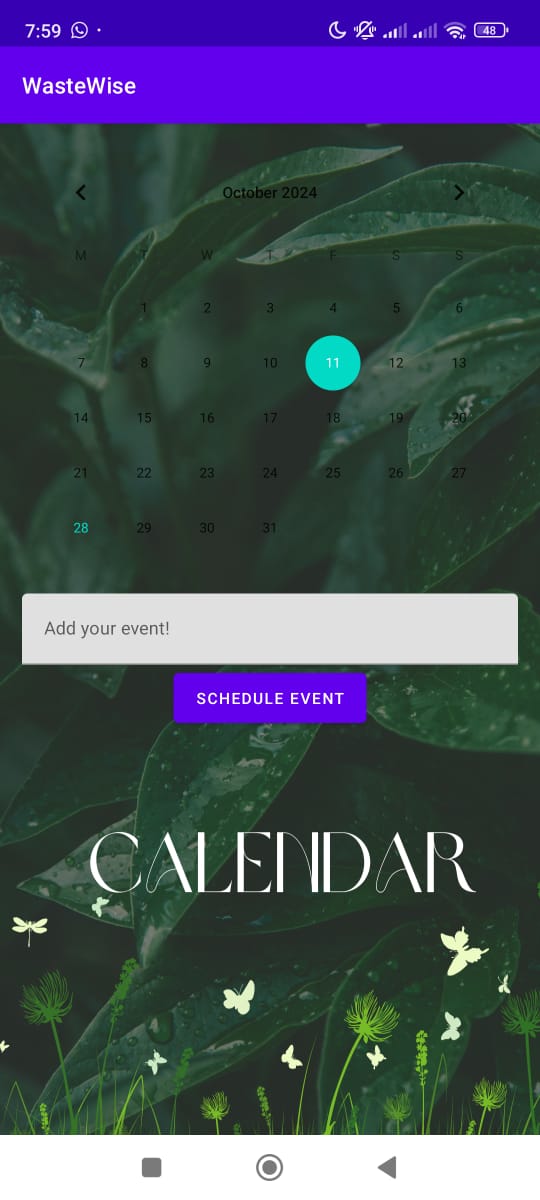 7:59 48
WasteWise
October 2024
M T W T F S S
1 2 3 4 5 6
7 8 9 10 11 12 13
14 15 16 17 18 19 20
21 22 23 24 25 26 27
28 29 30 31
Add your event!
SCHEDULE EVENT
CALENDAR